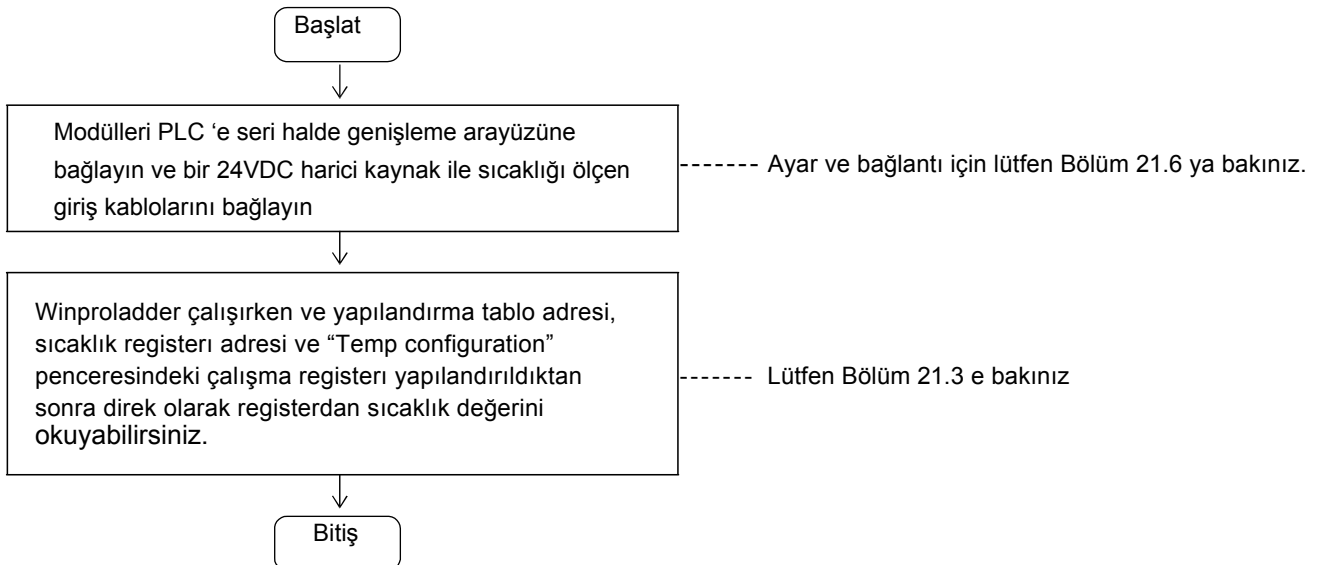 Başlat
Modülleri PLC ‘e seri halde genişleme arayüzüne
bağlayın ve bir 24VDC harici kaynak ile sıcaklığı ölçen
giriş kablolarını bağlayın
------- Ayar ve bağlantı için lütfen Bölüm 21.6 ya bakınız.
Winproladder çalışırken ve yapılandırma tablo adresi,
sıcaklık registerı adresi ve “Temp configuration”
penceresindeki çalışma registerı yapılandırıldıktan
sonra direk olarak registerdan sıcaklık değerini
okuyabilirsiniz.
------- Lütfen Bölüm 21.3 e bakınız
Bitiş